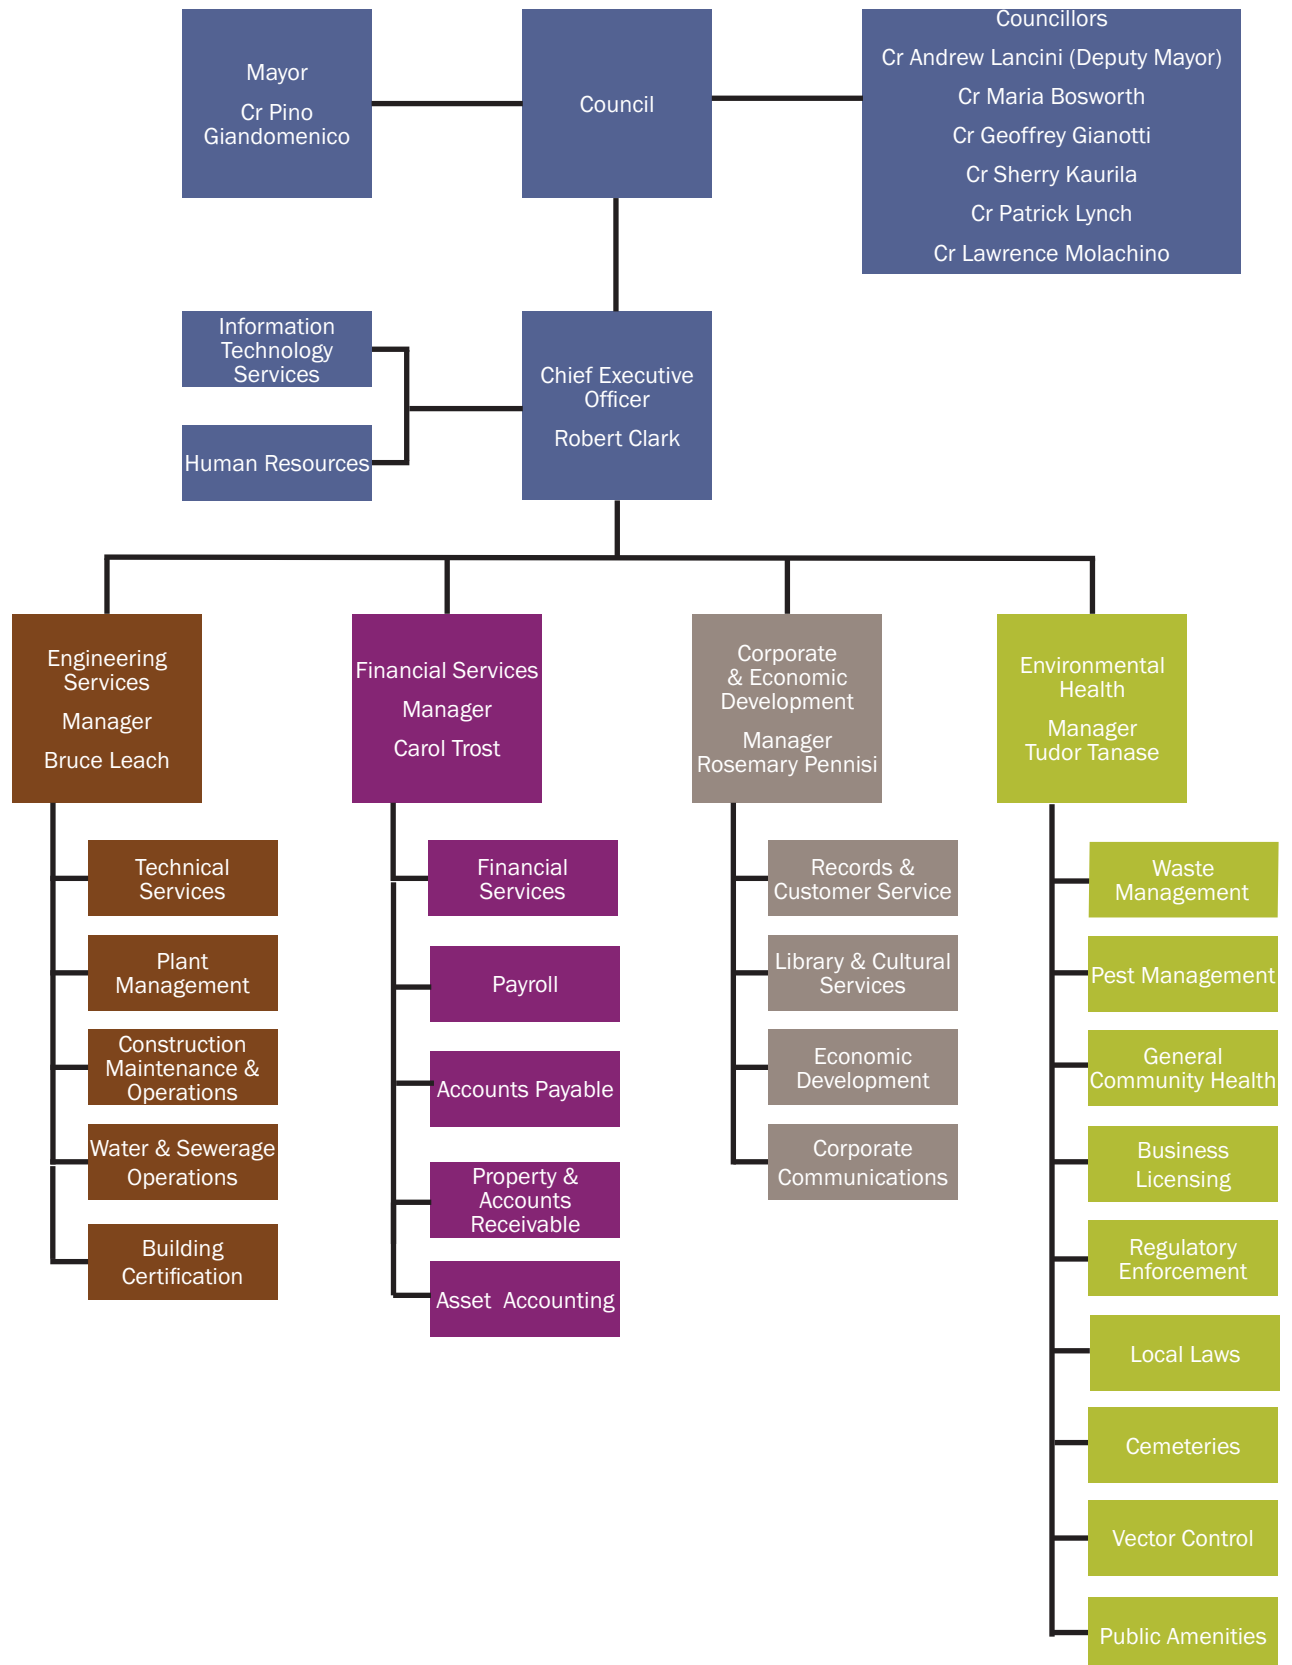 Mayor
Cr Pino
Giandomenico
Council
Councillors
Cr Andrew Lancini (Deputy Mayor)
Cr Maria Bosworth
Cr Geoffrey Gianotti
Cr Sherry Kaurila
Cr Patrick Lynch
Cr Lawrence Molachino
Information
Technology
Services
Human Resources
Chief Executive
Officer
Robert Clark
Engineering
Services
Manager
Bruce Leach
Financial Services
Manager
Carol Trost
Corporate
& Economic
Development
Manager
Rosemary Pennisi
Environmental
Health
Manager
Tudor Tanase
Technical
Services
Plant
Management
Construction
Maintenance &
Operations
Water & Sewerage
Operations
Building
Certification
Financial
Services
Payroll
Accounts Payable
Property &
Accounts
Receivable
Asset  Accounting
Records &
Customer Service
Library & Cultural
Services
Economic
Development
Corporate
Communications
Waste
Management
Pest Management
General
Community Health
Business
Licensing
Regulatory
Enforcement
Local Laws
Cemeteries
Vector Control
Public Amenities